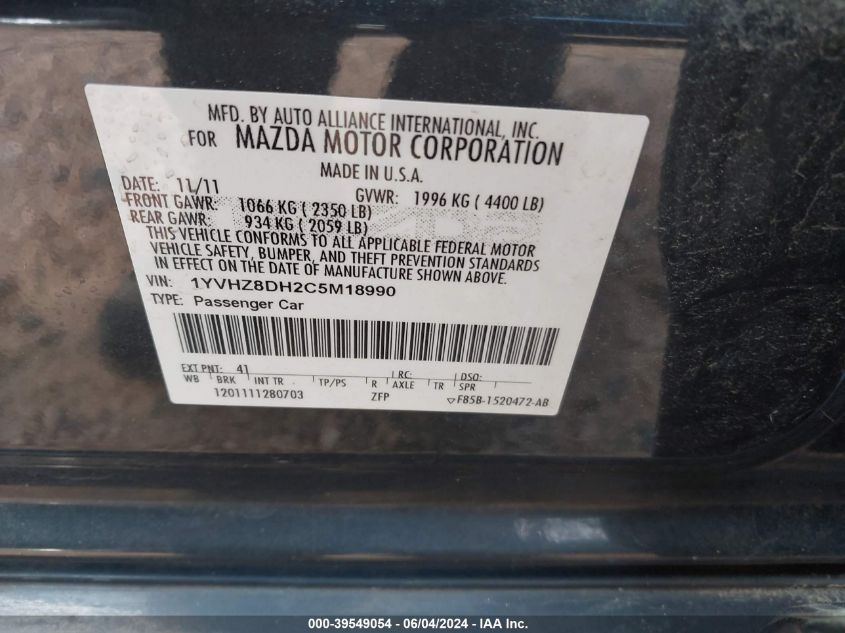 MFD. BY AUTO ALLIANCE INTERNATIONAL, INC.
FOR MAZDA MOTOR CORPORATION
MADE IN U.S.A.
DATE: 11/11 GVWR: 1996 KG ( 4400 LB)
FRONT GAWR: 1066 KG ( 2350 LB)
REAR GAWR: 934 KG ( 2059 LB)
THIS VEHICLE CONFORMS TO ALL APPLICABLE FEDERAL MOTOR
VEHICLE SAFETY, BUMPER, AND THEFT PREVENTION STANDARDS
IN EFFECT ON THE DATE OF MANUFACTURE SHOWN ABOVE.
VIN: 1YVHZ8DH2C5M18990
TYPE: Passenger Car
EXT PNT: 41 RC: DSO:
WB BRK INT TR TP/PS R AXLE TR SPR
1201111280703 ZFP ▽F85B-1520472-AB
000-39549054 - 06/04/2024 - IAA Inc.